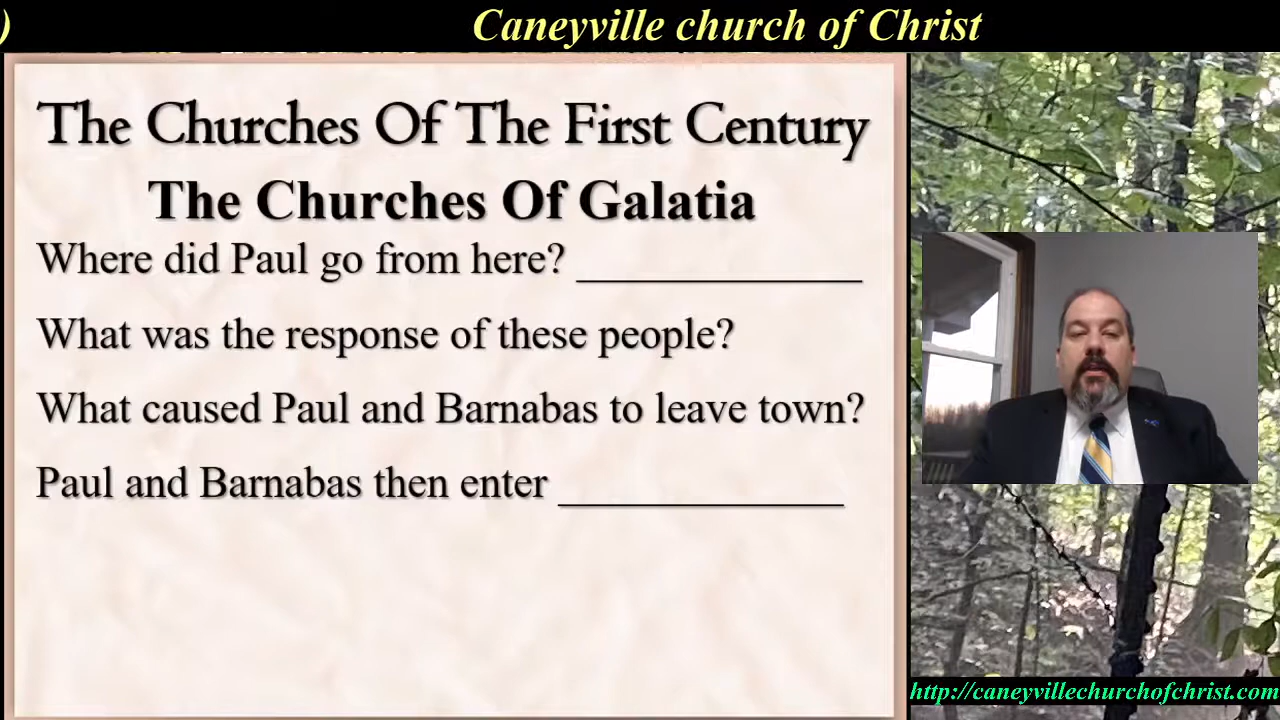 ) Caneyville church of Christ
The Churches Of The First Century
The Churches Of Galatia
Where did Paul go from here? _____________
What was the response of these people?
What caused Paul and Barnabas to leave town?
Paul and Barnabas then enter _____________
http://caneyvillechurchofchrist.com